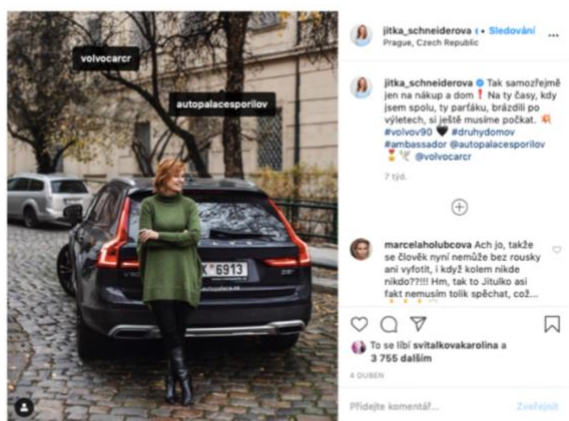 volvocarcr
autopalacesporilov
6913
jitka_schneiderova • Sledování
Prague, Czech Republic
jitka_schneiderova Tak samozřejmě
jen na nákup a dom❗ Na ty časy, kdy
jsem spolu, ty parťáku, brázdili po
výletech, si ještě musíme počkat.
#volvov90 🖤 #druhydomov
#ambassador @autopalacesporilov
@volvocarcr
7 týd.
marcelaholubcova Ach jo, takže
se člověk nyní nemůže bez rousky
ani vyfotit, i když kolem nikde
nikdo??!!! Hm, tak to Jitulko asi
fakt nemusím tolik spěchat, což...
To se líbí svitalkovakarolina a
3 755 dalším
4 DUBEN
Přidejte komentář...
Zveřejnit